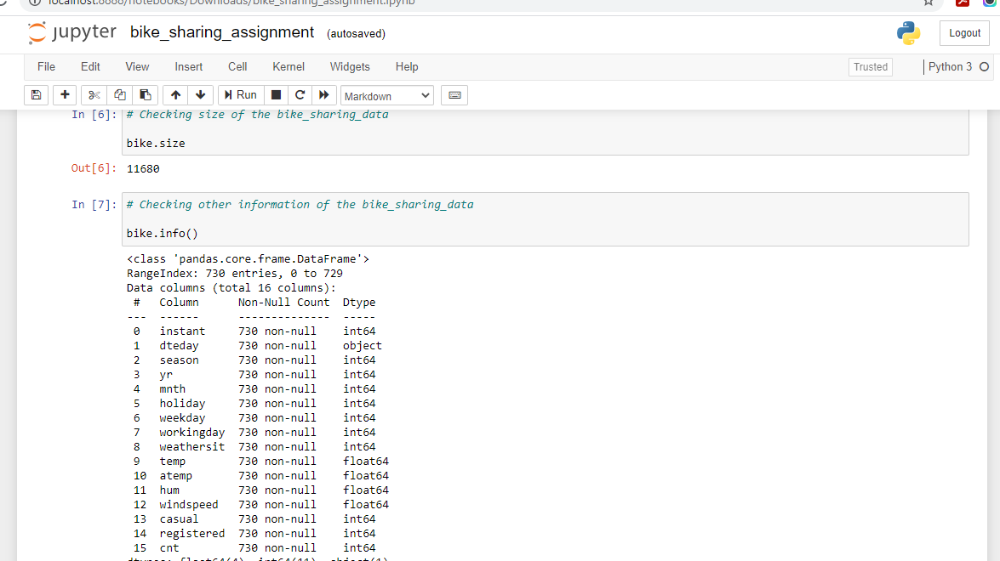 localhost:8888/notebooks/Downloads/bike_sharing_assignment.ipynb
jupyter bike_sharing_assignment (autosaved)
Logout
File Edit View Insert Cell Kernel Widgets Help
Trusted
Python 3
Run
Markdown
In [6]: # Checking size of the bike_sharing_data
bike.size
Out[6]: 11680
In [7]: # Checking other information of the bike_sharing_data
bike.info()
<class 'pandas.core.frame.DataFrame'>
RangeIndex: 730 entries, 0 to 729
Data columns (total 16 columns):
# Column Non-Null Count Dtype
--- ------ -------------- -----
0 instant 730 non-null int64
1 dteday 730 non-null object
2 season 730 non-null int64
3 yr 730 non-null int64
4 mnth 730 non-null int64
5 holiday 730 non-null int64
6 weekday 730 non-null int64
7 workingday 730 non-null int64
8 weathersit 730 non-null int64
9 temp 730 non-null float64
10 atemp 730 non-null float64
11 hum 730 non-null float64
12 windspeed 730 non-null float64
13 casual 730 non-null int64
14 registered 730 non-null int64
15 cnt 730 non-null int64
dtypes: float64(4), int64(11), object(1)